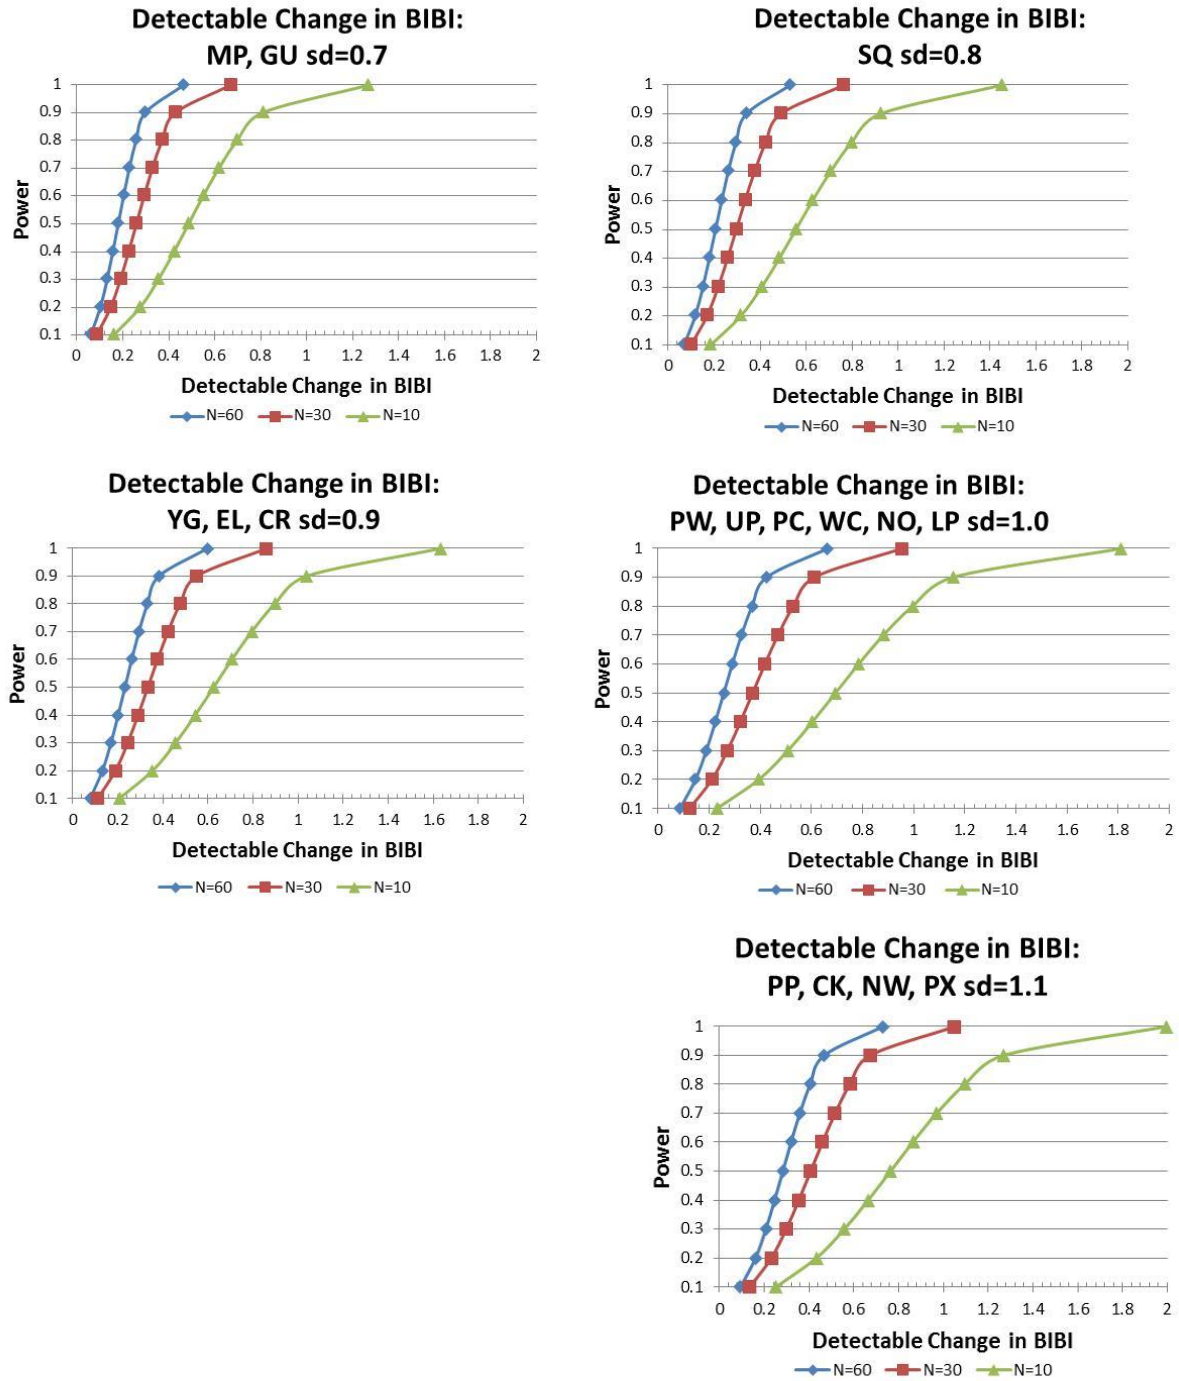 Detectable Change in BIBI:
MP, GU sd=0.7
1
0.9
0.8
0.7
0.6
0.5
0.4
0.3
0.2
0.1
Power
0 0.2 0.4 0.6 0.8 1 1.2 1.4 1.6 1.8 2
Detectable Change in BIBI
N=60 N=30 N=10
Detectable Change in BIBI:
SQ sd=0.8
1
0.9
0.8
0.7
0.6
0.5
0.4
0.3
0.2
0.1
Power
0 0.2 0.4 0.6 0.8 1 1.2 1.4 1.6 1.8 2
Detectable Change in BIBI
N=60 N=30 N=10
Detectable Change in BIBI:
YG, EL, CR sd=0.9
1
0.9
0.8
0.7
0.6
0.5
0.4
0.3
0.2
0.1
Power
0 0.2 0.4 0.6 0.8 1 1.2 1.4 1.6 1.8 2
Detectable Change in BIBI
N=60 N=30 N=10
Detectable Change in BIBI:
PW, UP, PC, WC, NO, LP sd=1.0
1
0.9
0.8
0.7
0.6
0.5
0.4
0.3
0.2
0.1
Power
0 0.2 0.4 0.6 0.8 1 1.2 1.4 1.6 1.8 2
Detectable Change in BIBI
N=60 N=30 N=10
Detectable Change in BIBI:
PP, CK, NW, PX sd=1.1
1
0.9
0.8
0.7
0.6
0.5
0.4
0.3
0.2
0.1
Power
0 0.2 0.4 0.6 0.8 1 1.2 1.4 1.6 1.8 2
Detectable Change in BIBI
N=60 N=30 N=10